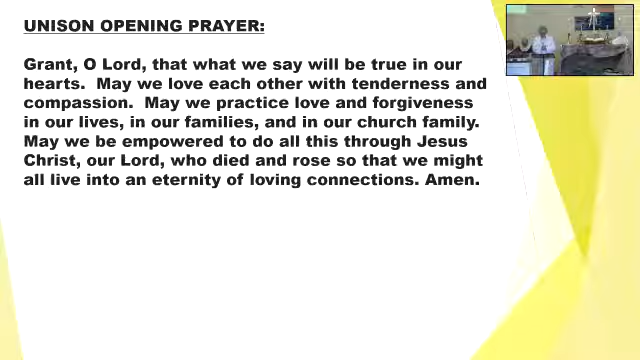 UNISON OPENING PRAYER:
Grant, O Lord, that what we say will be true in our
hearts.  May we love each other with tenderness and
compassion.  May we practice love and forgiveness
in our lives, in our families, and in our church family.
May we be empowered to do all this through Jesus
Christ, our Lord, who died and rose so that we might
all live into an eternity of loving connections. Amen.